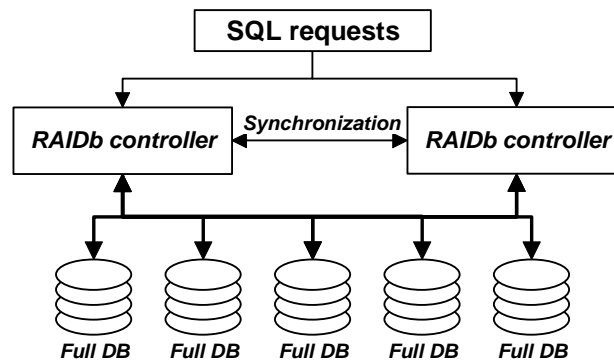 SQL requests
RAIDb controller
Synchronization
RAIDb controller
Full DB
Full DB
Full DB
Full DB
Full DB